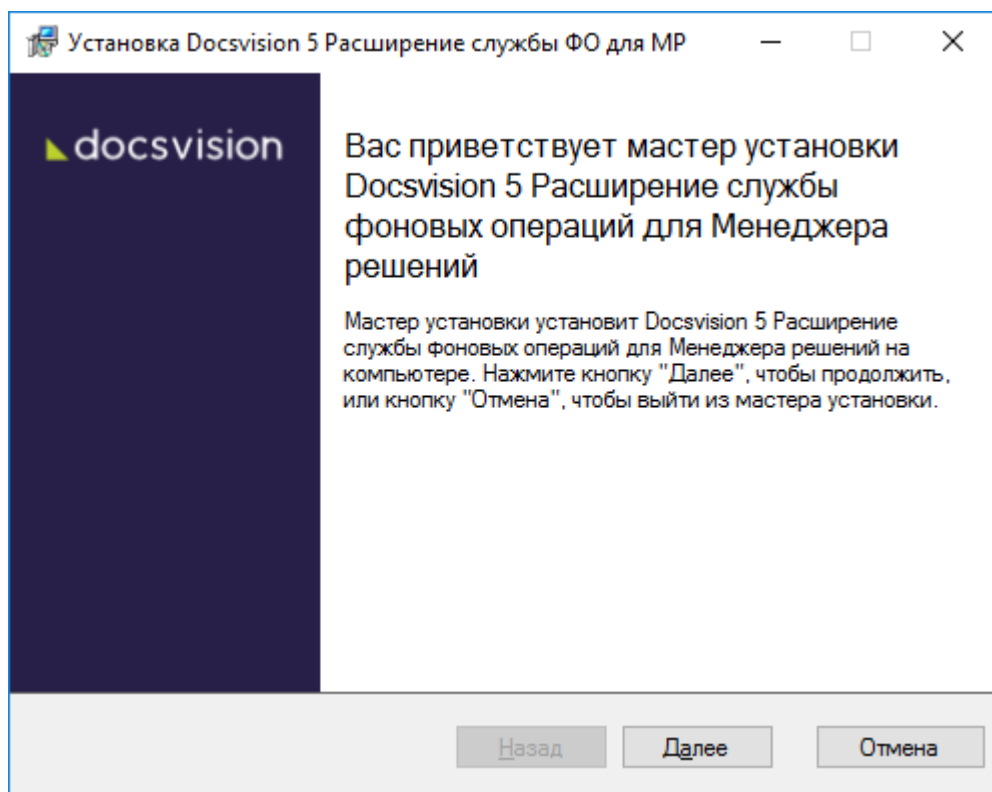 Установка Docsvision 5 Расширение службы ФО для МР
docsvision
Вас приветствует мастер установки
Docsvision 5 Расширение службы
фоновых операций для Менеджера
решений
Мастер установки установит Docsvision 5 Расширение
службы фоновых операций для Менеджера решений на
компьютере. Нажмите кнопку "Далее", чтобы продолжить,
или кнопку "Отмена", чтобы выйти из мастера установки.
Назад Далее Отмена